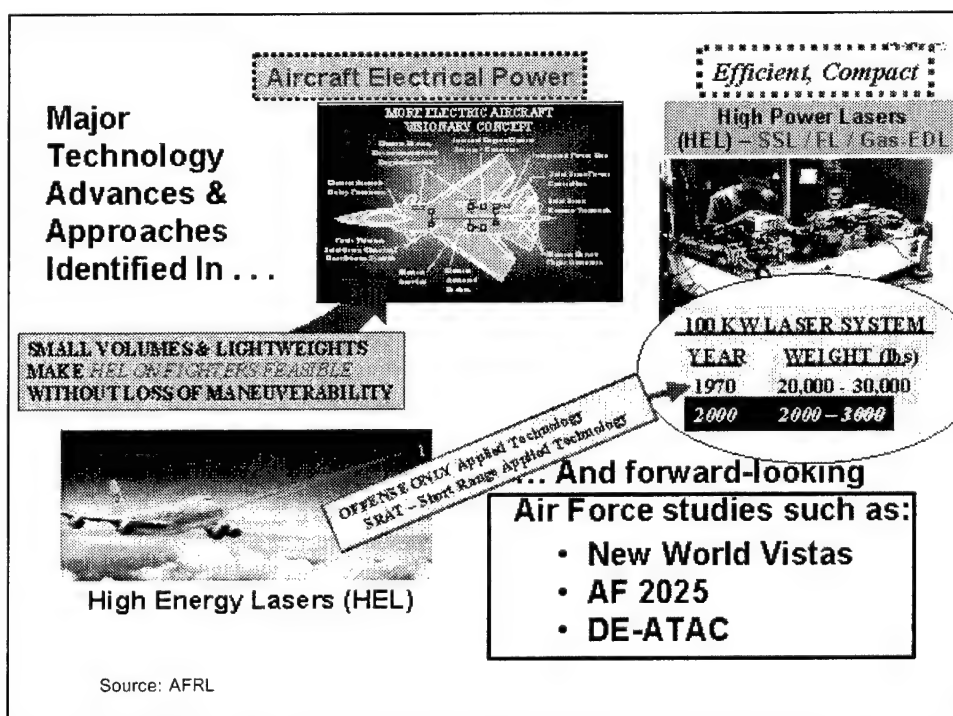 Aircraft Electrical Power
Efficient, Compact
Major
Technology
Advances &
Approaches
Identified In . . .
MORE ELECTRIC AIRCRAFT
VISIONARY CONCEPT
High Power Lasers
(HEL) – SSL / FL / Gas-EDL
SMALL VOLUMES & LIGHTWEIGHTS
MAKE HEL ON FIGHTERS FEASIBLE
WITHOUT LOSS OF MANEUVERABILITY
100 KW LASER SYSTEM
YEAR WEIGHT (lbs)
1970 20,000 - 30,000
2000 2000 – 3000
OFFENSE ONLY Applied Technology
SRAT – Short Range Applied Technology
... And forward-looking
Air Force studies such as:
• New World Vistas
• AF 2025
• DE-ATAC
High Energy Lasers (HEL)
Source: AFRL